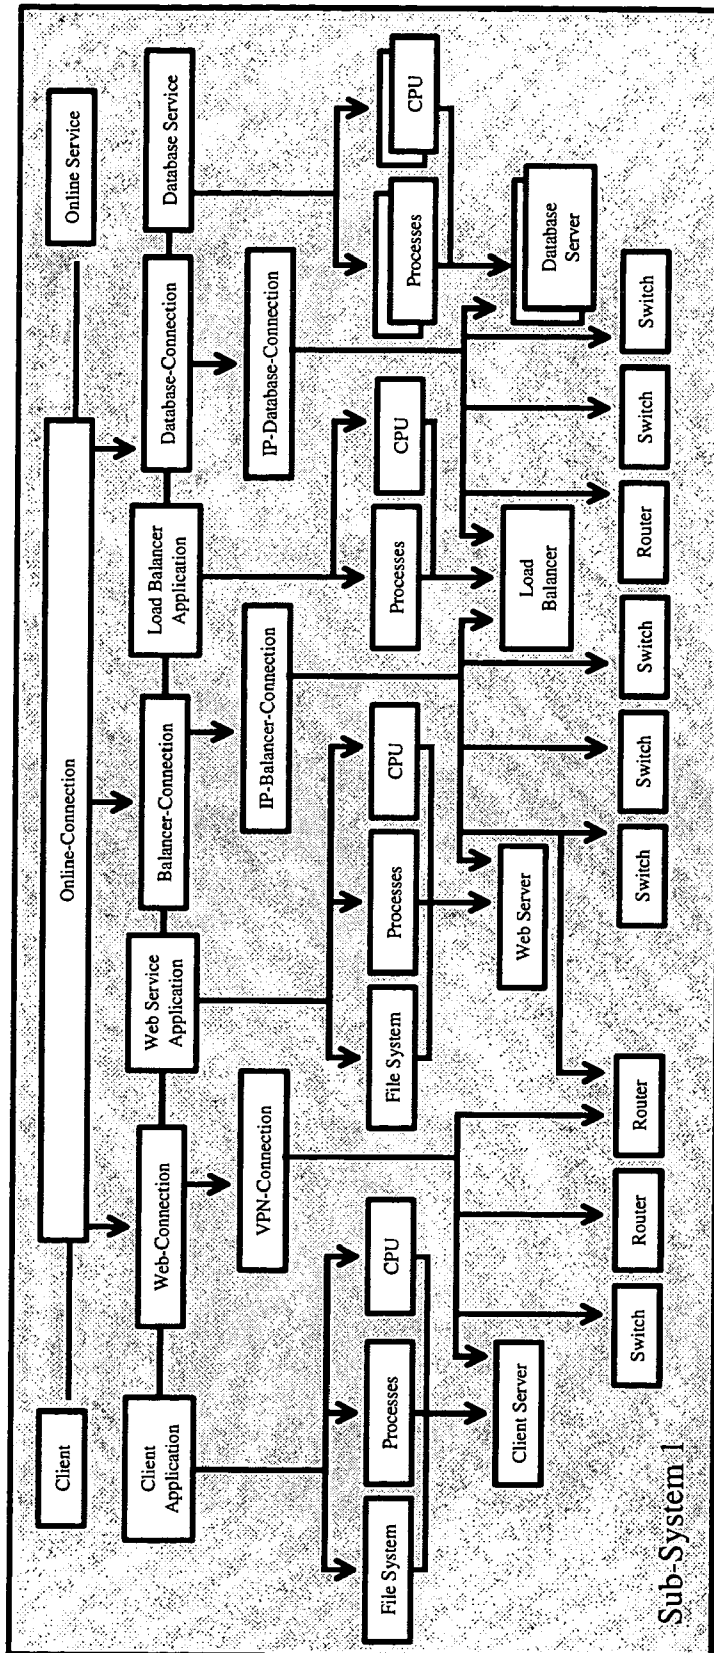 Client
Online-Connection
Online Service
Client
Application
Web-Connection
Web Service
Application
Balancer-Connection
Load Balancer
Application
Database-Connection
Database Service
VPN-Connection
IP-Balancer-Connection
IP-Database-Connection
File System
Processes
CPU
File System
Processes
CPU
Processes
CPU
Processes
CPU
Client Server
Web Server
Load
Balancer
Database
Server
Switch
Router
Router
Switch
Switch
Switch
Router
Switch
Switch
Sub-System 1